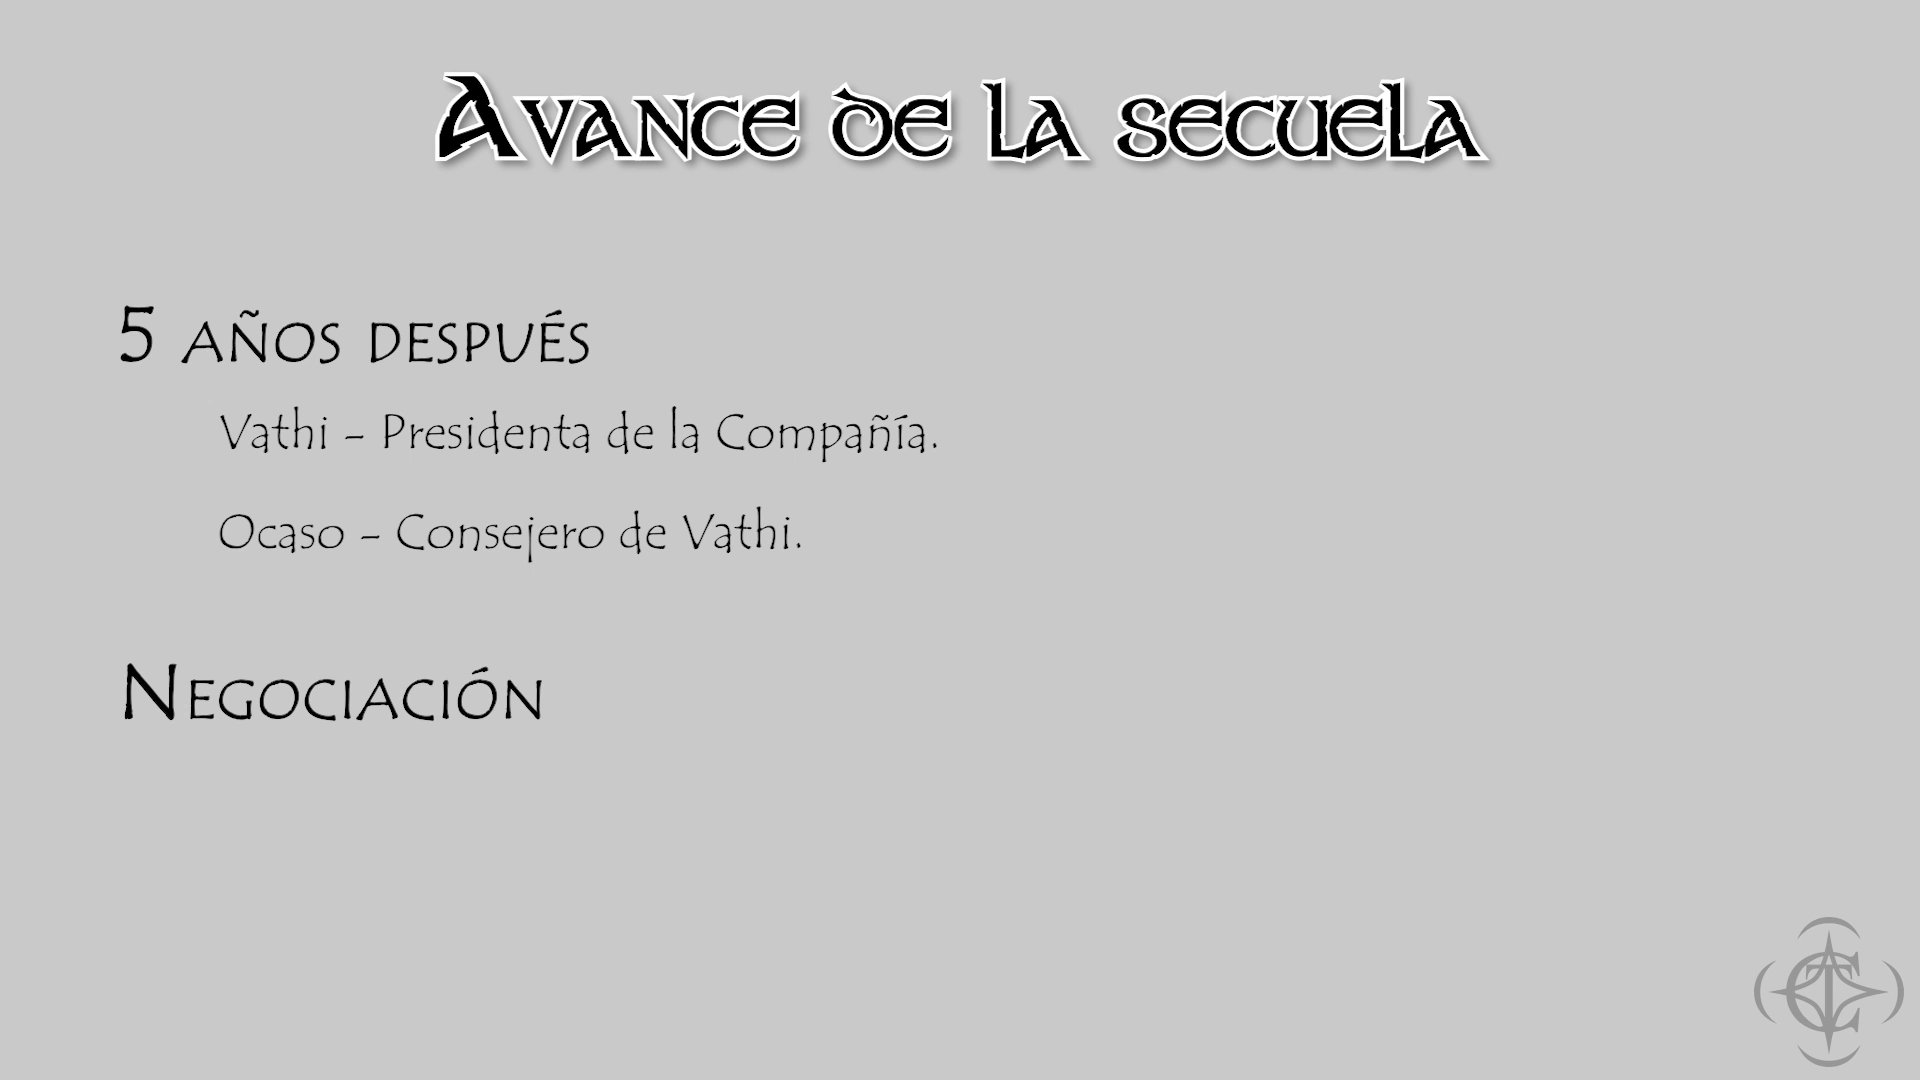 Avance de la secuela
5 años después
Vathi - Presidenta de la Compañía.
Ocaso - Consejero de Vathi.
Negociación